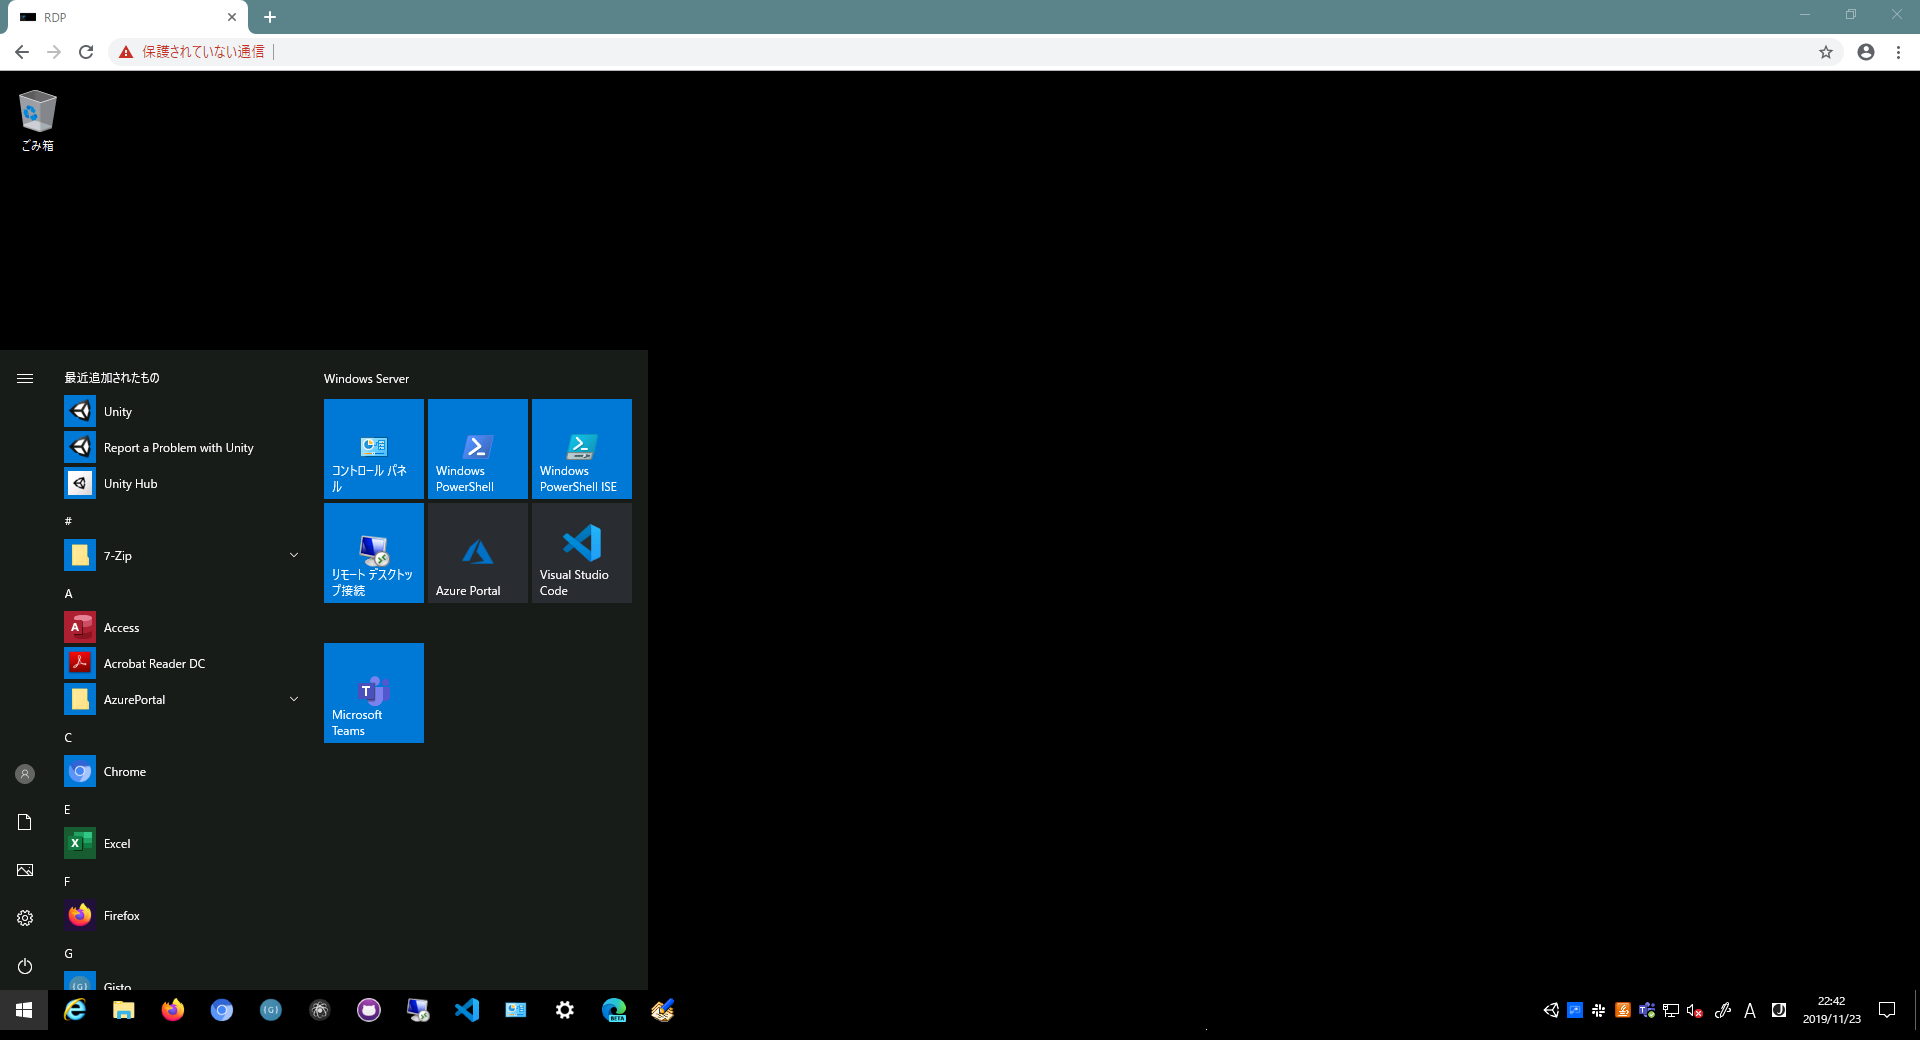 RDP
保護されていない通信
ごみ箱
最近追加されたもの
Unity
Report a Problem with Unity
Unity Hub
#
7-Zip
A
Access
Acrobat Reader DC
AzurePortal
C
Chrome
E
Excel
F
Firefox
G
Gisto
Windows Server
コントロール パネ
ル
Windows
PowerShell
Windows
PowerShell ISE
リモート デスクトッ
プ接続
Azure Portal
Visual Studio
Code
Microsoft
Teams
BETA
A
22:42
2019/11/23